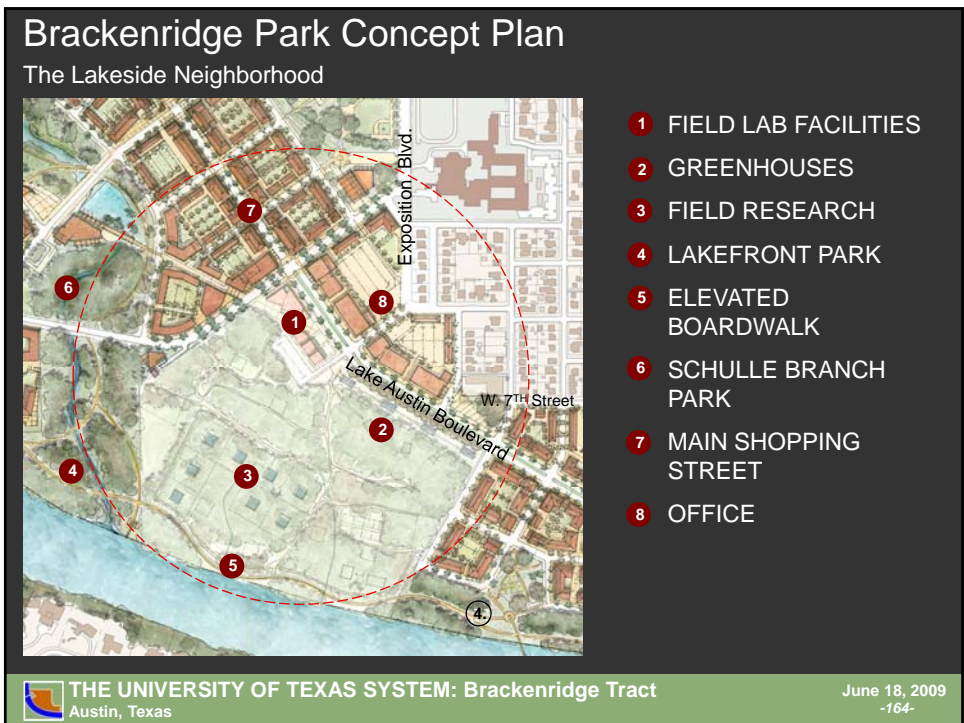 Brackenridge Park Concept Plan
The Lakeside Neighborhood
Exposition. Blvd.
7
6
8
1
Lake Austin Boulevard
W. 7TH Street
2
4
3
5
4.
1 FIELD LAB FACILITIES
2 GREENHOUSES
3 FIELD RESEARCH
4 LAKEFRONT PARK
5 ELEVATED
BOARDWALK
6 SCHULLE BRANCH
PARK
7 MAIN SHOPPING
STREET
8 OFFICE
THE UNIVERSITY OF TEXAS SYSTEM: Brackenridge Tract
Austin, Texas
June 18, 2009
-164-